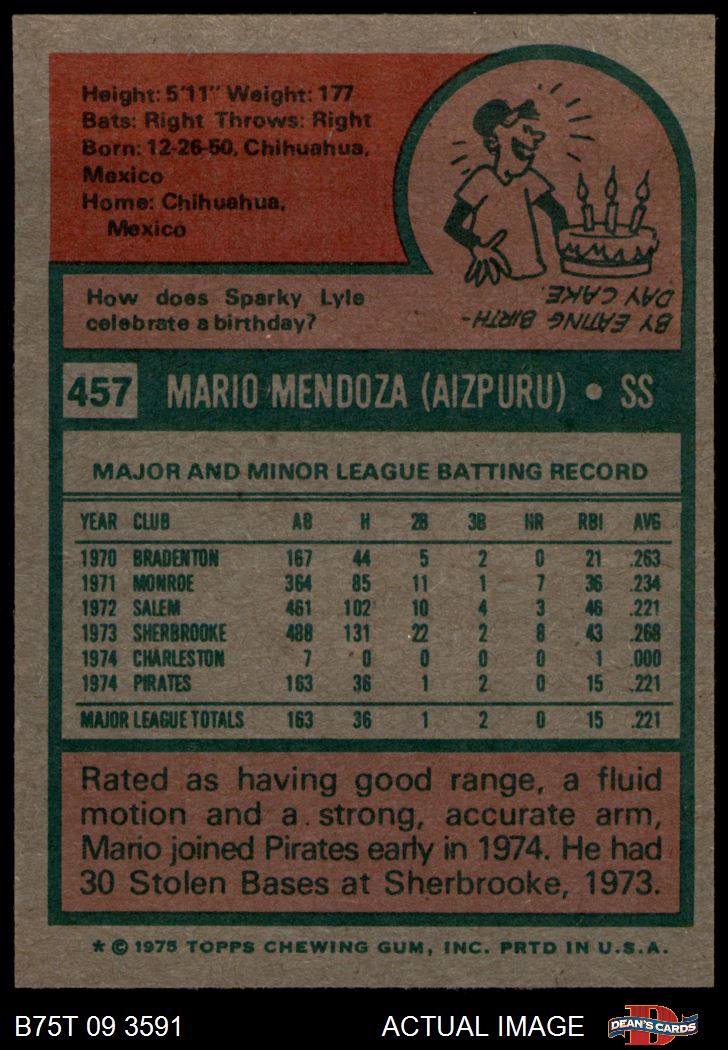 Height: 5'11" Weight: 177
Bats: Right Throws: Right
Born: 12-26-50, Chihuahua,
Mexico
Home: Chihuahua,
Mexico
How does Sparky Lyle
celebrate a birthday?
BY EATING BIRTH-
DAY CAKE.
457 MARIO MENDOZA (AIZPURU) • SS
MAJOR AND MINOR LEAGUE BATTING RECORD
YEAR CLUB AB H 2B 3B HR RBI AVG
1970 BRADENTON 167 44 5 2 0 21 .263
1971 MONROE 364 85 11 1 7 36 .234
1972 SALEM 461 102 10 4 3 46 .221
1973 SHERBROOKE 488 131 22 2 8 43 .268
1974 CHARLESTON 7 0 0 0 0 1 .000
1974 PIRATES 163 36 1 2 0 15 .221
MAJOR LEAGUE TOTALS 163 36 1 2 0 15 .221
Rated as having good range, a fluid
motion and a strong, accurate arm,
Mario joined Pirates early in 1974. He had
30 Stolen Bases at Sherbrooke, 1973.
* © 1975 TOPPS CHEWING GUM, INC. PRTD IN U.S.A.
B75T 09 3591 ACTUAL IMAGE DEAN'S CARDS